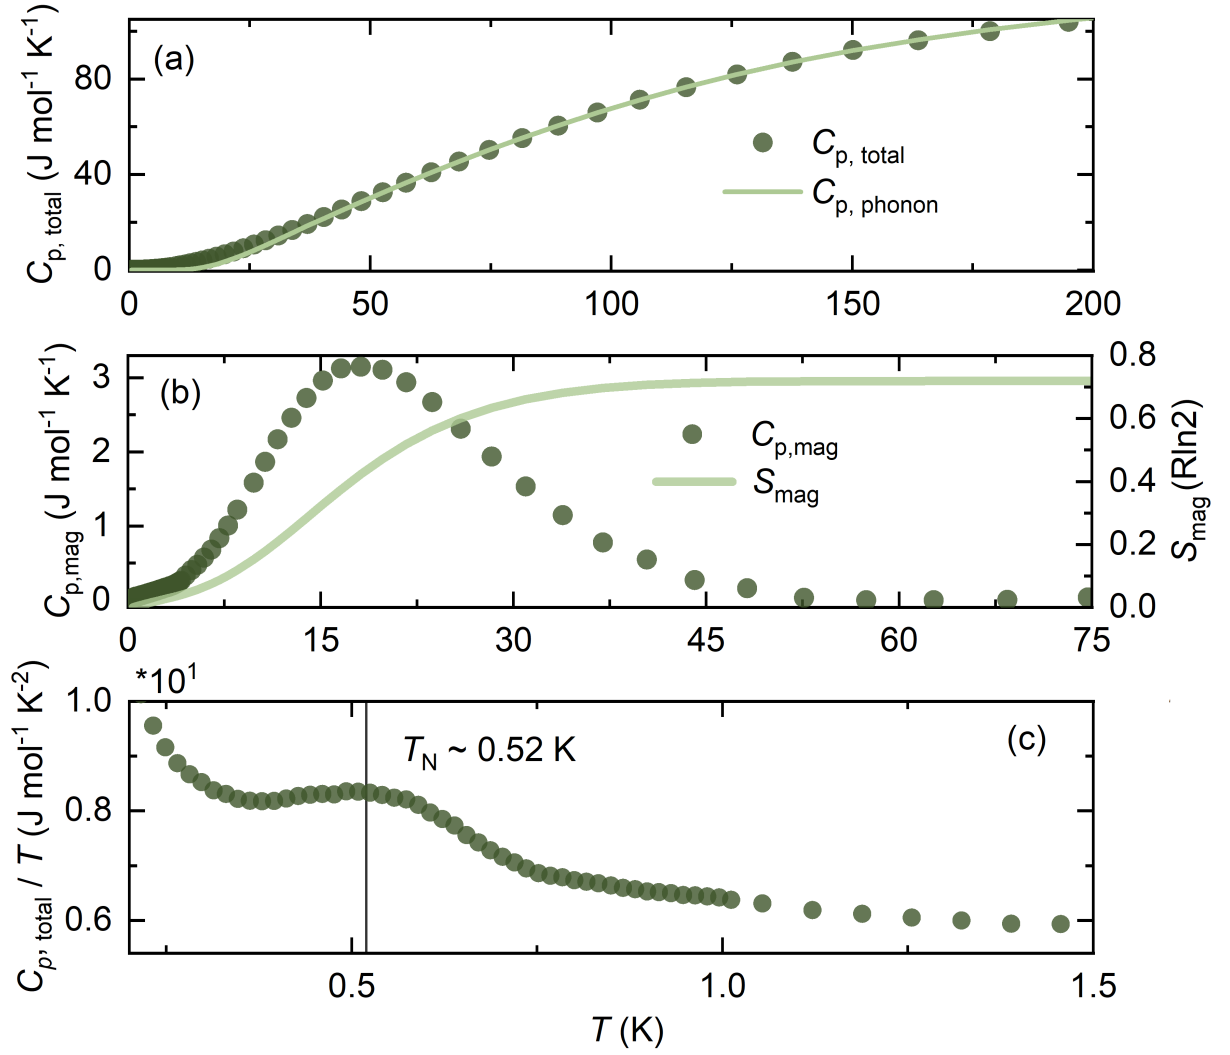 (a)
C_p, total (J mol⁻¹ K⁻¹)
80
40
0
C_p, total
C_p, phonon
0 50 100 150 200
(b)
C_p,mag (J mol⁻¹ K⁻¹)
3
2
1
0
C_p,mag
S_mag
0.8
0.6
0.4
0.2
0.0
S_mag (Rln2)
0 15 30 45 60 75
*10¹
(c)
C_p, total / T (J mol⁻¹ K⁻²)
1.0
0.8
0.6
T_N ~ 0.52 K
0.5 1.0 1.5
T (K)